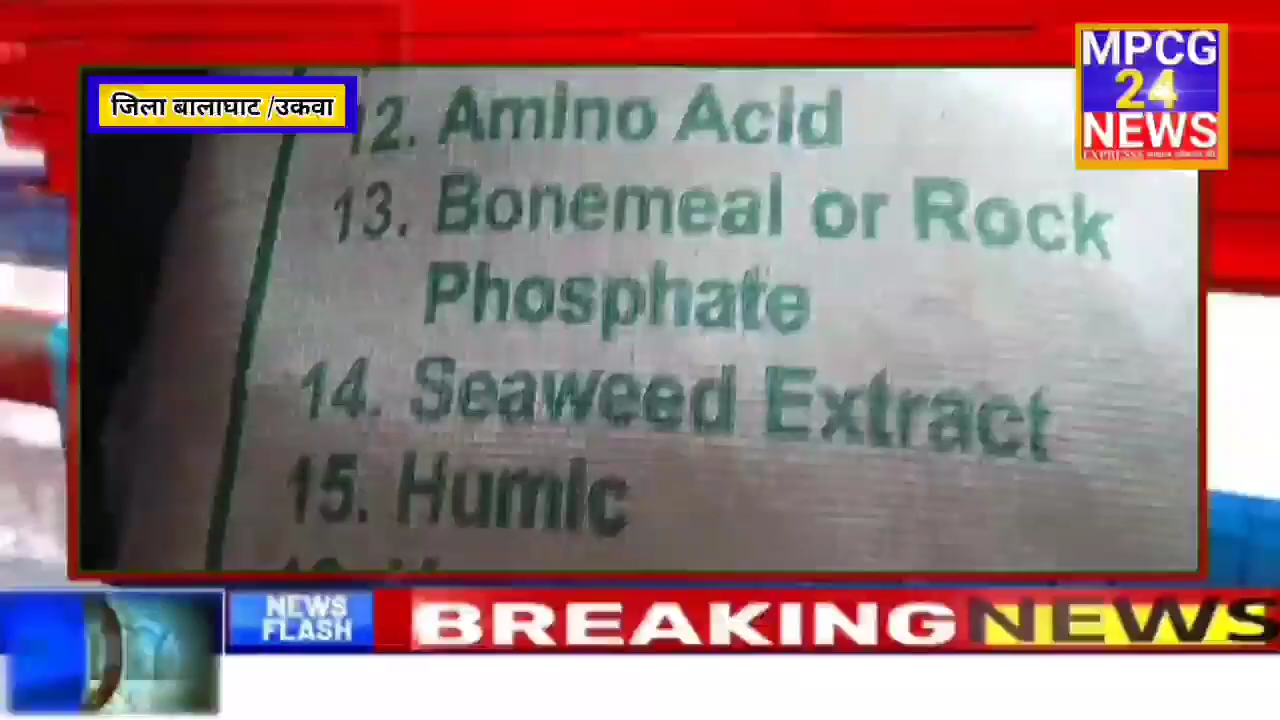 जिला बालाघाट /उकवा
MPCG
24
NEWS
EXPRESS
12. Amino Acid
13. Bonemeal or Rock
Phosphate
14. Seaweed Extract
15. Humic
NEWS
FLASH
BREAKING NEWS